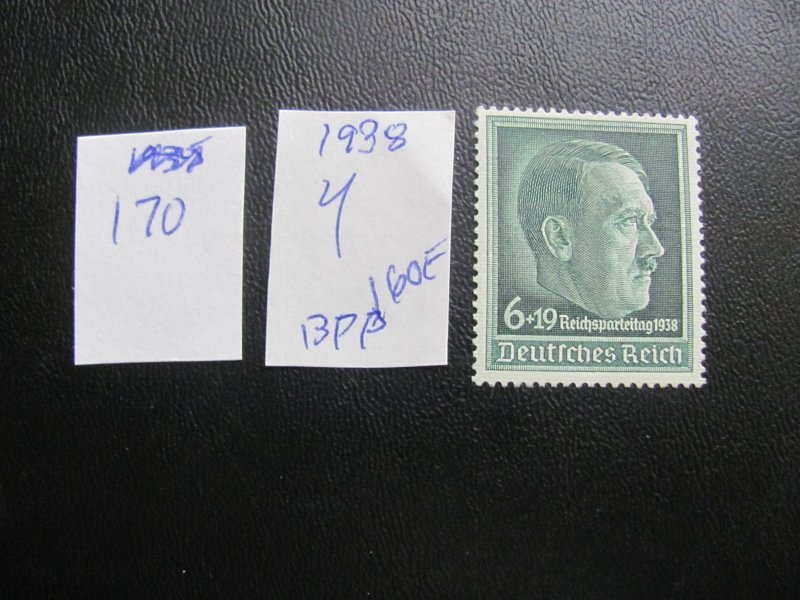 170
1938
4
160E
BPP
6+19 Reichsparteitag 1938
Deutsches Reich